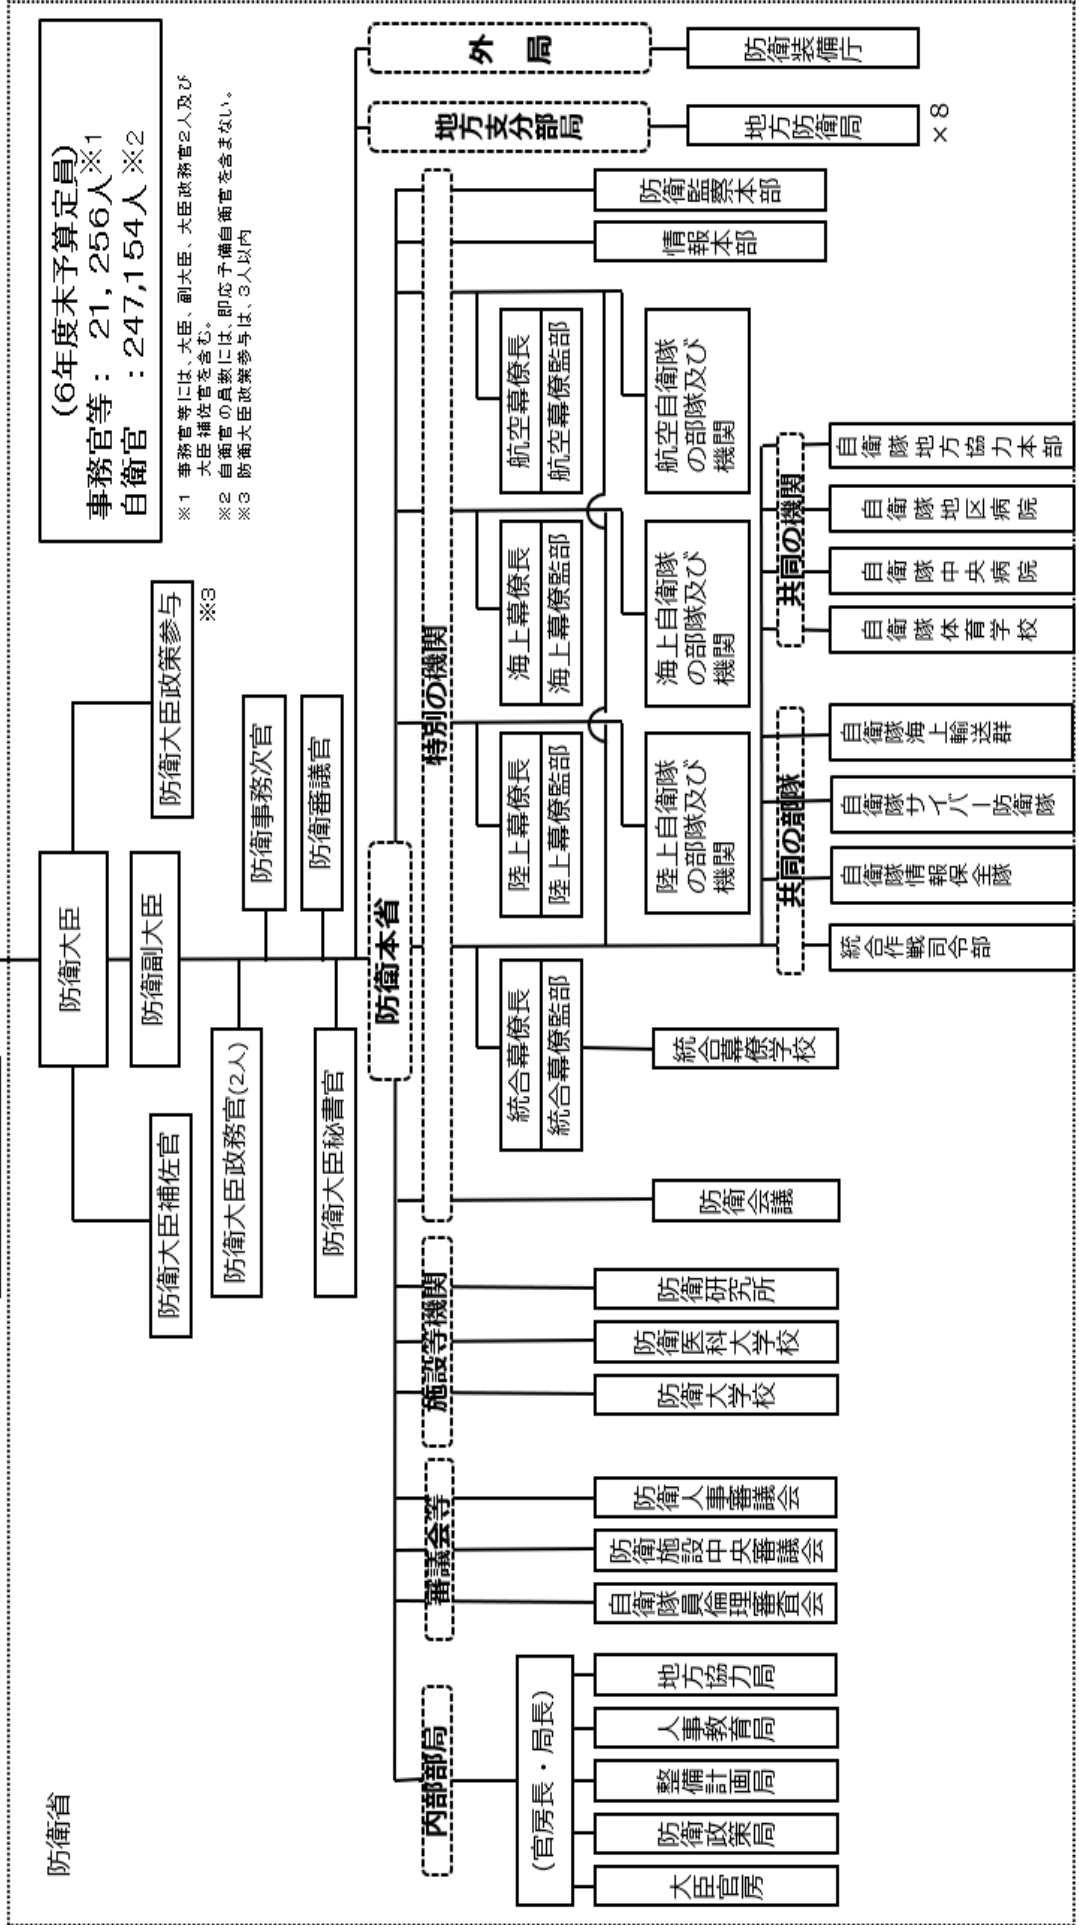 防衛省
防衛大臣
防衛大臣補佐官
防衛大臣政策参与
※3
防衛副大臣
防衛大臣政務官(2人)
防衛事務次官
防衛審議官
防衛大臣秘書官
(6年度末予算定員)
事務官等： 21,256人※1
自衛官 ：247,154人※2
※1 事務官等には、大臣、副大臣、大臣政務官2人及び
大臣補佐官を含む。
※2 自衛官の員数には、即応予備自衛官を含まない。
※3 防衛大臣政策参与は、3人以内
防衛本省
内部部局
(官房長・局長)
大臣官房
防衛政策局
整備計画局
人事教育局
地方協力局
審議会等
自衛隊員倫理審査会
防衛施設中央審議会
防衛人事審議会
施設等機関
防衛大学校
防衛医科大学校
防衛研究所
特別の機関
防衛会議
統合幕僚長
統合幕僚監部
統合幕僚学校
陸上幕僚長
陸上幕僚監部
陸上自衛隊
の部隊及び
機関
海上幕僚長
海上幕僚監部
海上自衛隊
の部隊及び
機関
航空幕僚長
航空幕僚監部
航空自衛隊
の部隊及び
機関
情報本部
防衛監察本部
共同の部隊
統合作戦司令部
自衛隊情報保全隊
自衛隊サイバー防衛隊
自衛隊海上輸送群
共同の機関
自衛隊体育学校
自衛隊中央病院
自衛隊地区病院
自衛隊地方協力本部
地方支分部局
地方防衛局
×8
外局
防衛装備庁